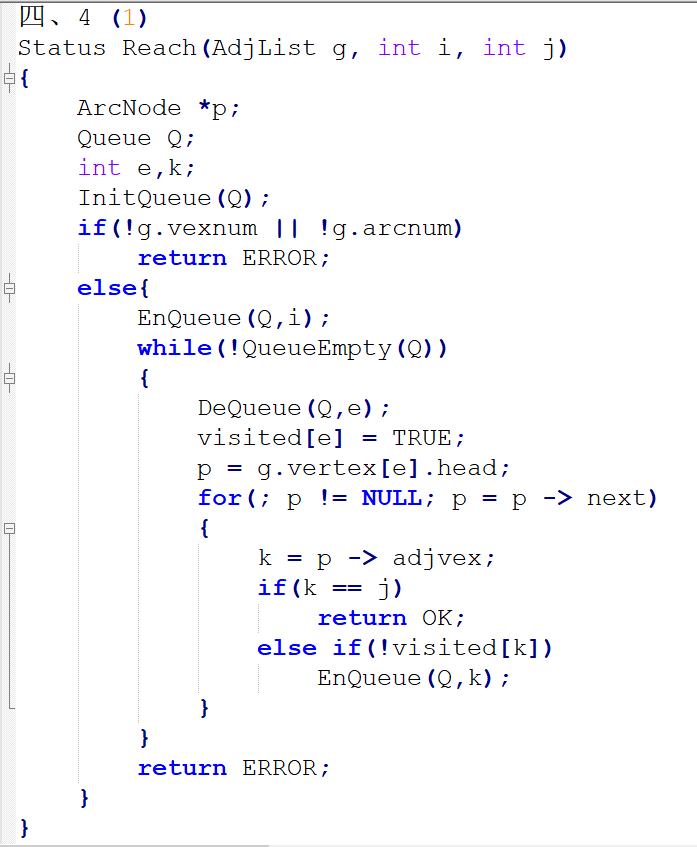 四、4 (1)
Status Reach(AdjList g, int i, int j)
{
    ArcNode *p;
    Queue Q;
    int e,k;
    InitQueue(Q);
    if(!g.vexnum || !g.arcnum)
        return ERROR;
    else{
        EnQueue(Q,i);
        while(!QueueEmpty(Q))
        {
            DeQueue(Q,e);
            visited[e] = TRUE;
            p = g.vertex[e].head;
            for(; p != NULL; p = p -> next)
            {
                k = p -> adjvex;
                if(k == j)
                    return OK;
                else if(!visited[k])
                    EnQueue(Q,k);
            }
        }
        return ERROR;
    }
}